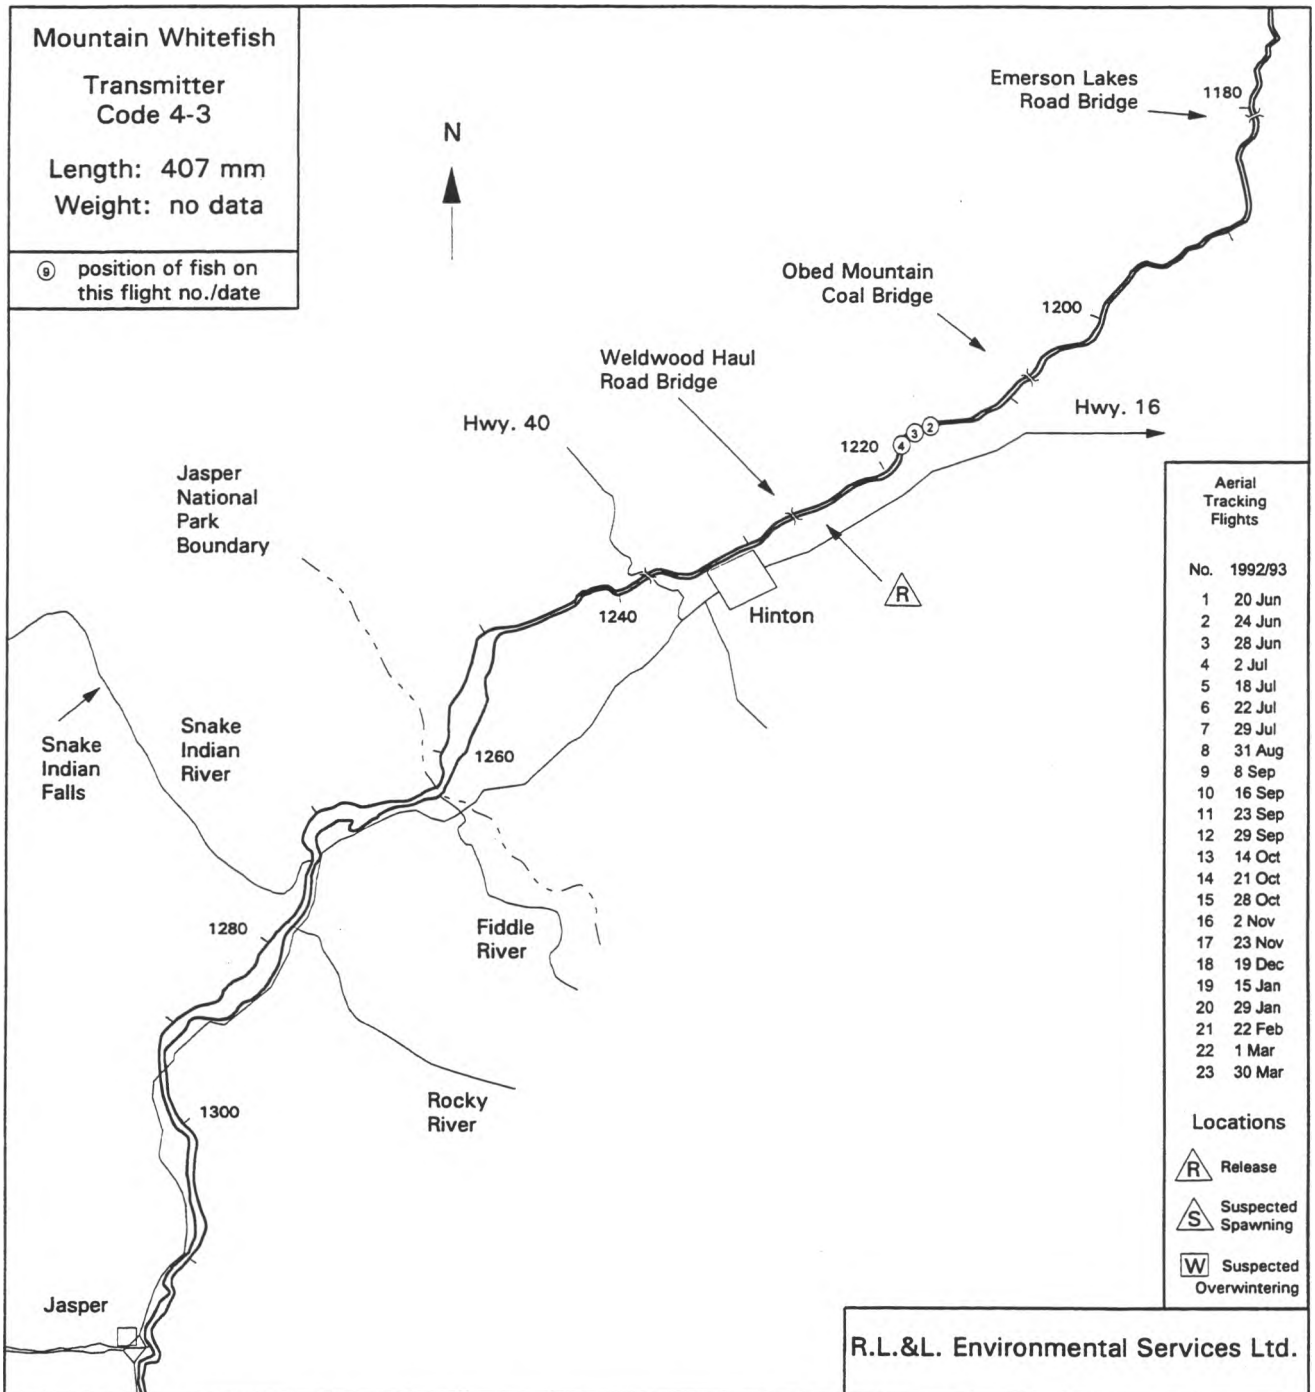 Mountain Whitefish
Transmitter
Code 4-3
Length: 407 mm
Weight: no data
9 position of fish on
this flight no./date
N
Emerson Lakes
Road Bridge
1180
Obed Mountain
Coal Bridge
1200
Weldwood Haul
Road Bridge
Hwy. 40
Hwy. 16
2
3
4
1220
Jasper
National
Park
Boundary
R
Hinton
1240
Snake
Indian
Falls
Snake
Indian
River
1260
Fiddle
River
1280
Rocky
River
1300
Jasper
Aerial
Tracking
Flights
No. 1992/93
1 20 Jun
2 24 Jun
3 28 Jun
4 2 Jul
5 18 Jul
6 22 Jul
7 29 Jul
8 31 Aug
9 8 Sep
10 16 Sep
11 23 Sep
12 29 Sep
13 14 Oct
14 21 Oct
15 28 Oct
16 2 Nov
17 23 Nov
18 19 Dec
19 15 Jan
20 29 Jan
21 22 Feb
22 1 Mar
23 30 Mar
Locations
R Release
S Suspected
Spawning
W Suspected
Overwintering
R.L.&L. Environmental Services Ltd.